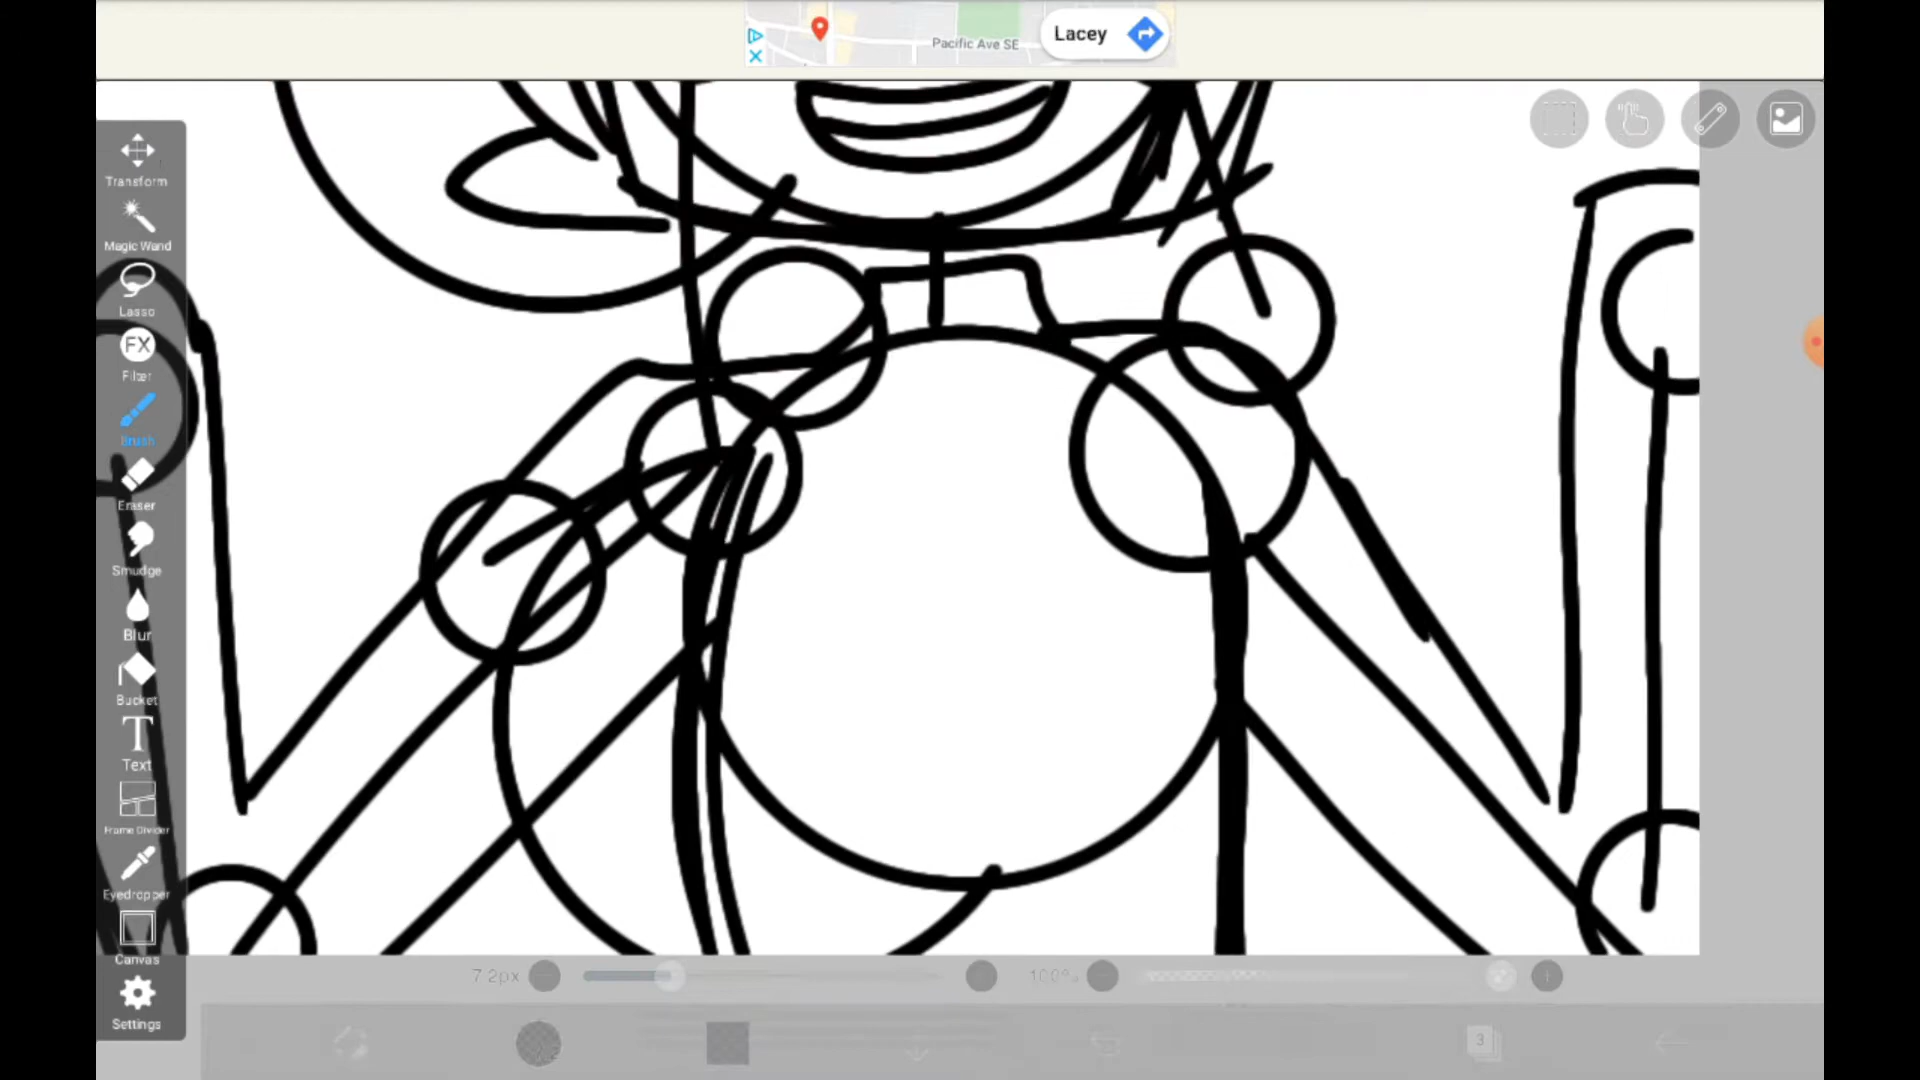 Pacific Ave SE
Lacey
Transform
Magic Wand
Lasso
FX
Filter
Brush
Eraser
Smudge
Blur
Bucket
T
Text
Frame Divider
Eyedropper
Canvas
Settings
7.2px
100%
3